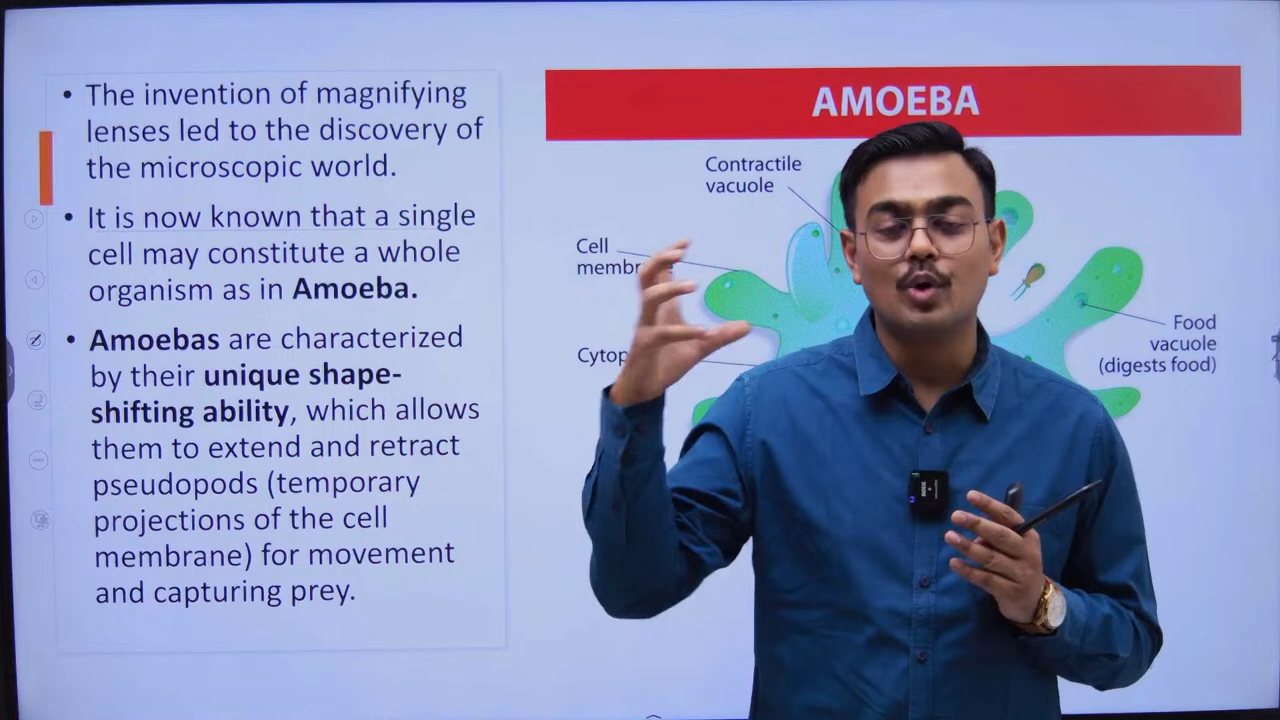 The invention of magnifying
lenses led to the discovery of
the microscopic world.
It is now known that a single
cell may constitute a whole
organism as in Amoeba.
Amoebas are characterized
by their unique shape-
shifting ability, which allows
them to extend and retract
pseudopods (temporary
projections of the cell
membrane) for movement
and capturing prey.
AMOEBA
Contractile
vacuole
Cell
Food
vacuole
(digests food)